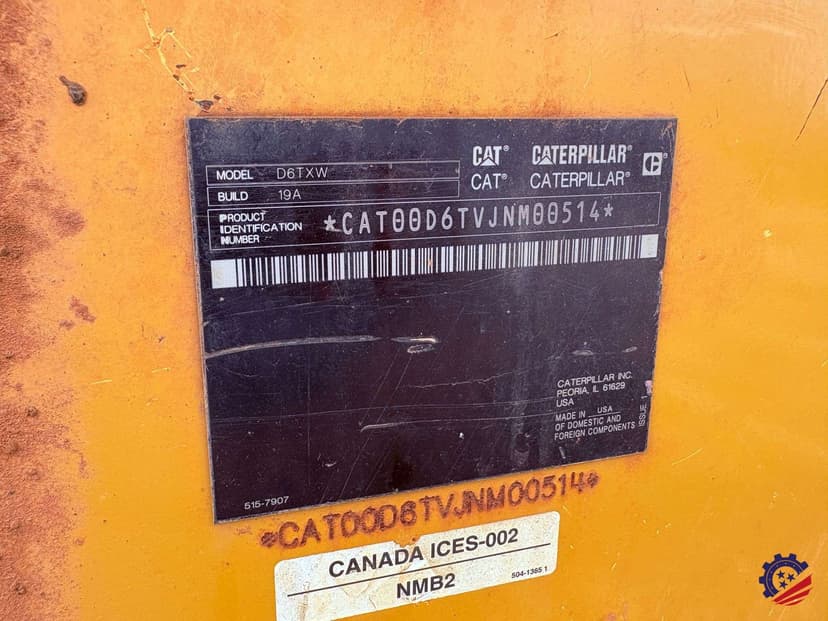 CAT® CATERPILLAR®
CAT® CATERPILLAR®
MODEL D6TXW
BUILD 19A
PRODUCT
IDENTIFICATION
NUMBER
*CAT00D6TVJNM00514*
CATERPILLAR INC.
PEORIA, IL 61629
USA
MADE IN USA
OF DOMESTIC AND
FOREIGN COMPONENTS
515-7907
*CAT00D6TVJNM00514*
CANADA ICES-002
NMB2
504-1365 1